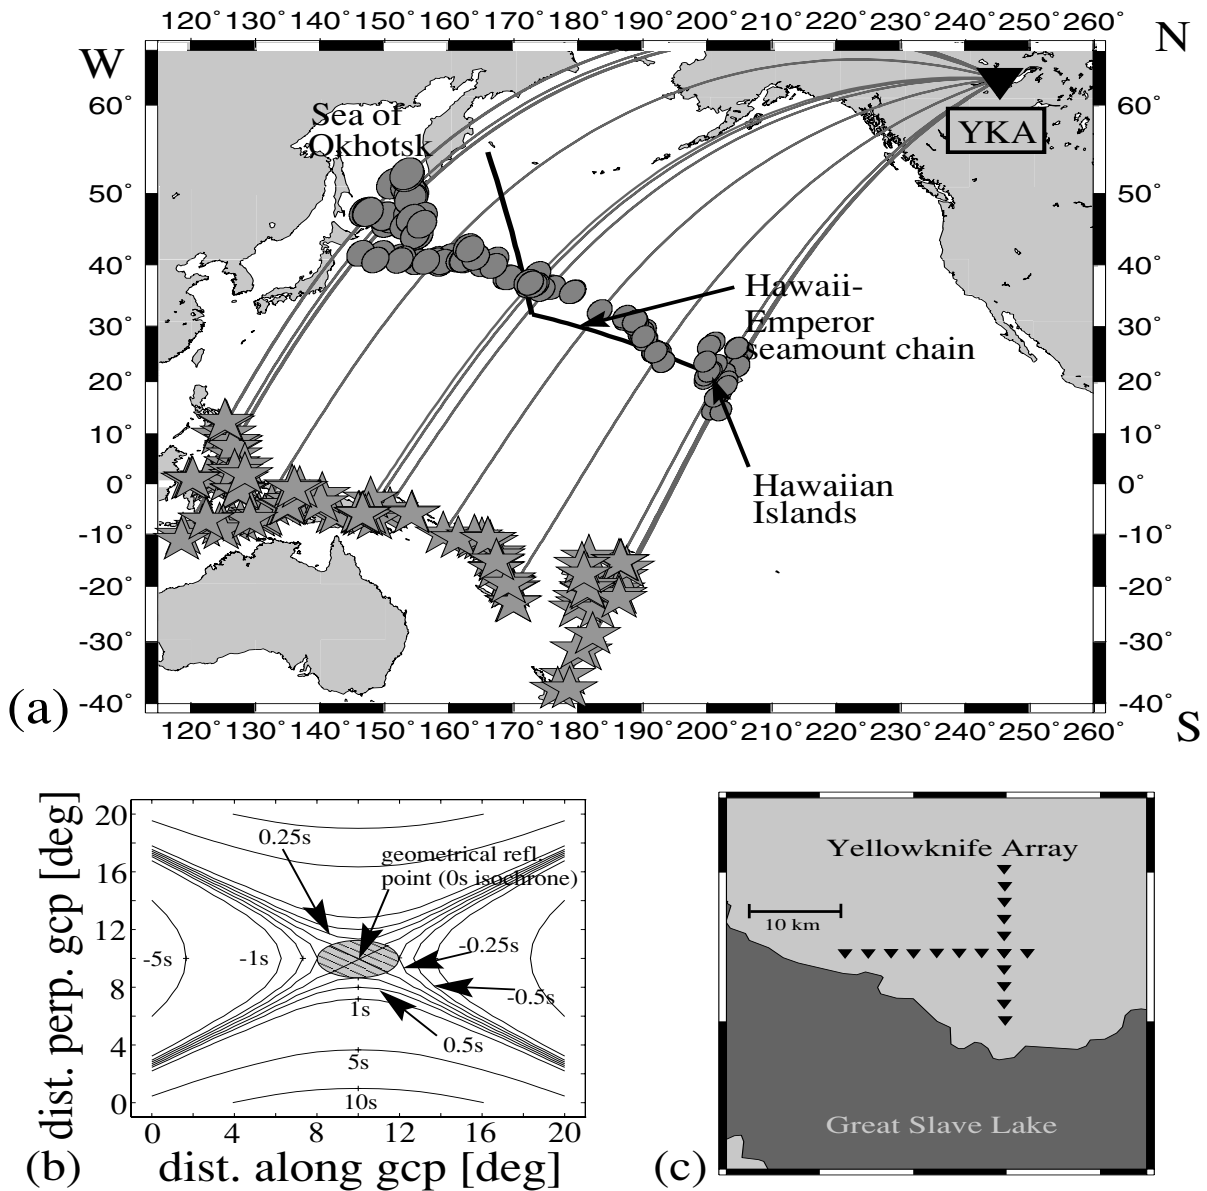 120° 130° 140° 150° 160° 170° 180° 190° 200° 210° 220° 230° 240° 250° 260°
W
N
60°
50°
40°
30°
20°
10°
0°
-10°
-20°
-30°
-40°
Sea of
Okhotsk
YKA
Hawaii-
Emperor
seamount chain
Hawaiian
Islands
60°
50°
40°
30°
20°
10°
0°
-10°
-20°
-30°
-40°
(a)
S
120° 130° 140° 150° 160° 170° 180° 190° 200° 210° 220° 230° 240° 250° 260°
dist. perp. gcp [deg]
20
16
12
8
4
0
0.25s
geometrical refl.
point (0s isochrone)
-5s
-1s
-0.25s
-0.5s
1s
0.5s
5s
10s
0 4 8 12 16 20
(b)
dist. along gcp [deg]
Yellowknife Array
10 km
Great Slave Lake
(c)